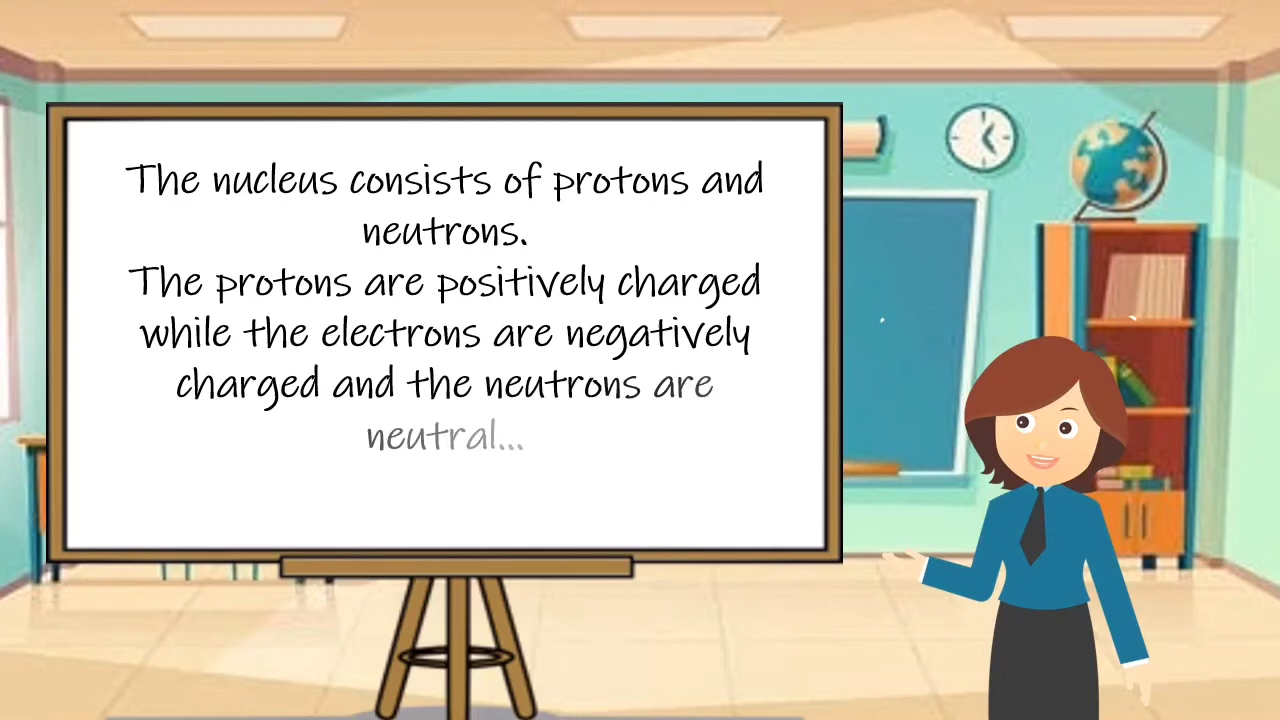 The nucleus consists of protons and
neutrons.
The protons are positively charged
while the electrons are negatively
charged and the neutrons are
neutral...